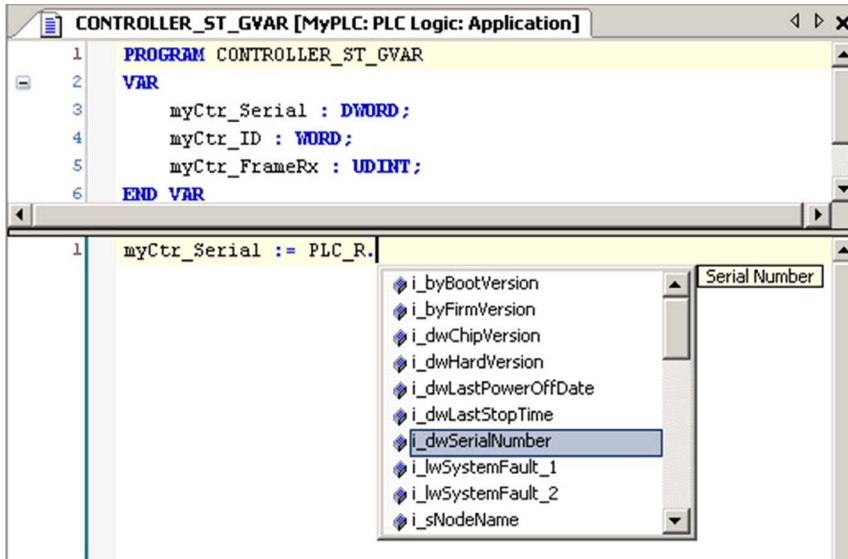 CONTROLLER_ST_GVAR [MyPLC: PLC Logic: Application]
1 PROGRAM CONTROLLER_ST_GVAR
2 VAR
3 myCtr_Serial : DWORD;
4 myCtr_ID : WORD;
5 myCtr_FrameRx : UDINT;
6 END_VAR
1 myCtr_Serial := PLC_R.
Serial Number
i_byBootVersion
i_byFirmVersion
i_dwChipVersion
i_dwHardVersion
i_dwLastPowerOffDate
i_dwLastStopTime
i_dwSerialNumber
i_lwSystemFault_1
i_lwSystemFault_2
i_sNodeName